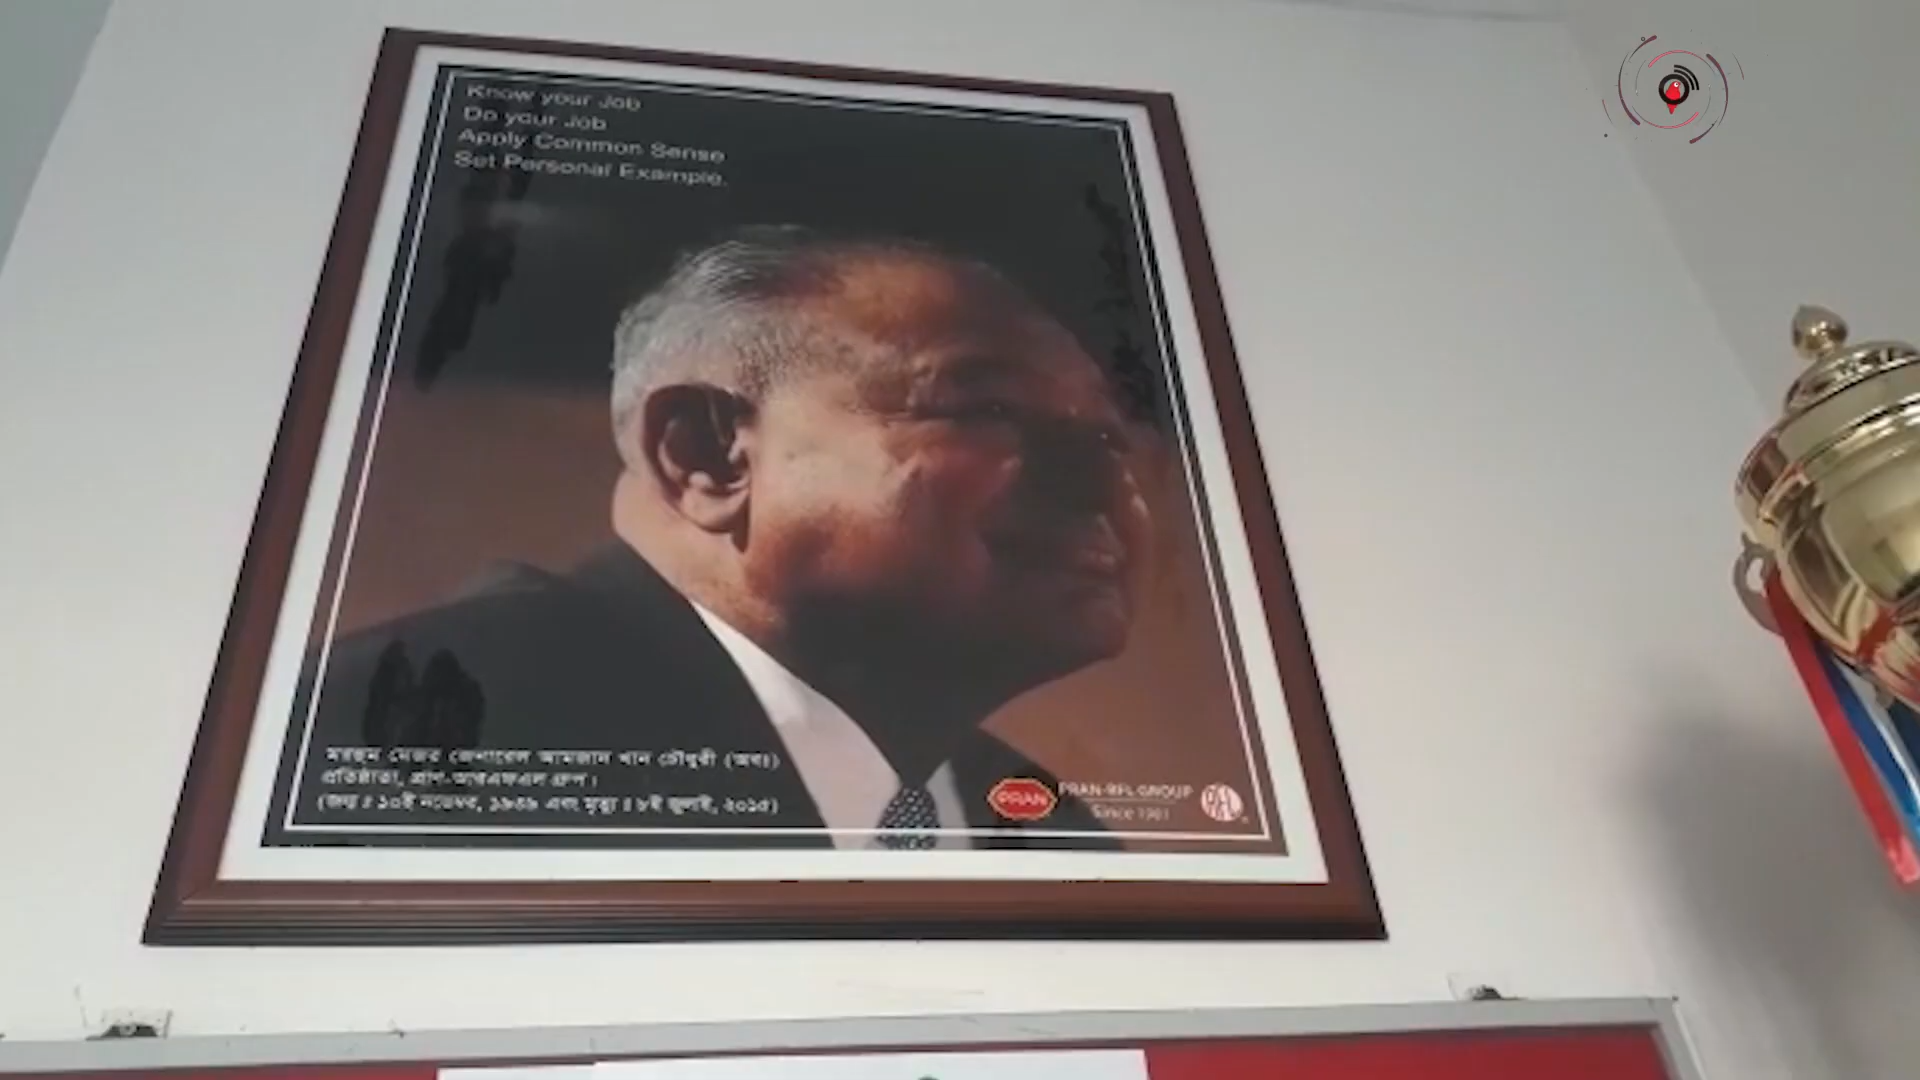 Know your Job
Do your Job
Apply Common Sense
Set Personal Example.
মরহুম মেজর জেনারেল আমজাদ খান চৌধুরী (অবঃ)
প্রতিষ্ঠাতা, প্রাণ-আরএফএল গ্রুপ।
(জন্ম ঃ ১০ই নভেম্বর, ১৯৩৯ এবং মৃত্যু ঃ ৮ই জুলাই, ২০১৫)
PRAN
PRAN-RFL GROUP
Since 1981
RFL